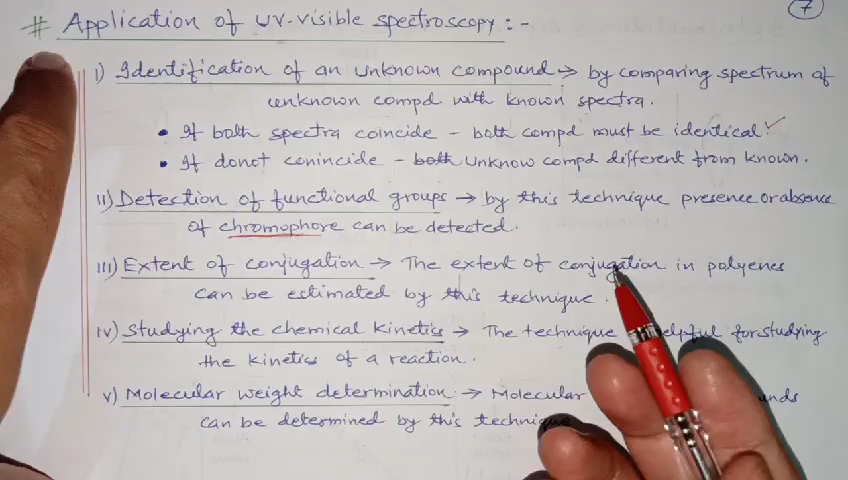 7
# Application of UV-visible spectroscopy :-
i) Identification of an unknown compound → by comparing spectrum of
unknown compd with known spectra.
• If both spectra coincide - both compd must be identical ✓
• If donot conincide - both unknow compd different from known.
ii) Detection of functional groups → by this technique presence or absence
of chromophore can be detected.
iii) Extent of conjugation → The extent of conjugation in polyenes
can be estimated by this technique.
iv) Studying the chemical kinetics → The technique helpful for studying
the kinetics of a reaction.
v) Molecular weight determination → Molecular
can be determined by this technique